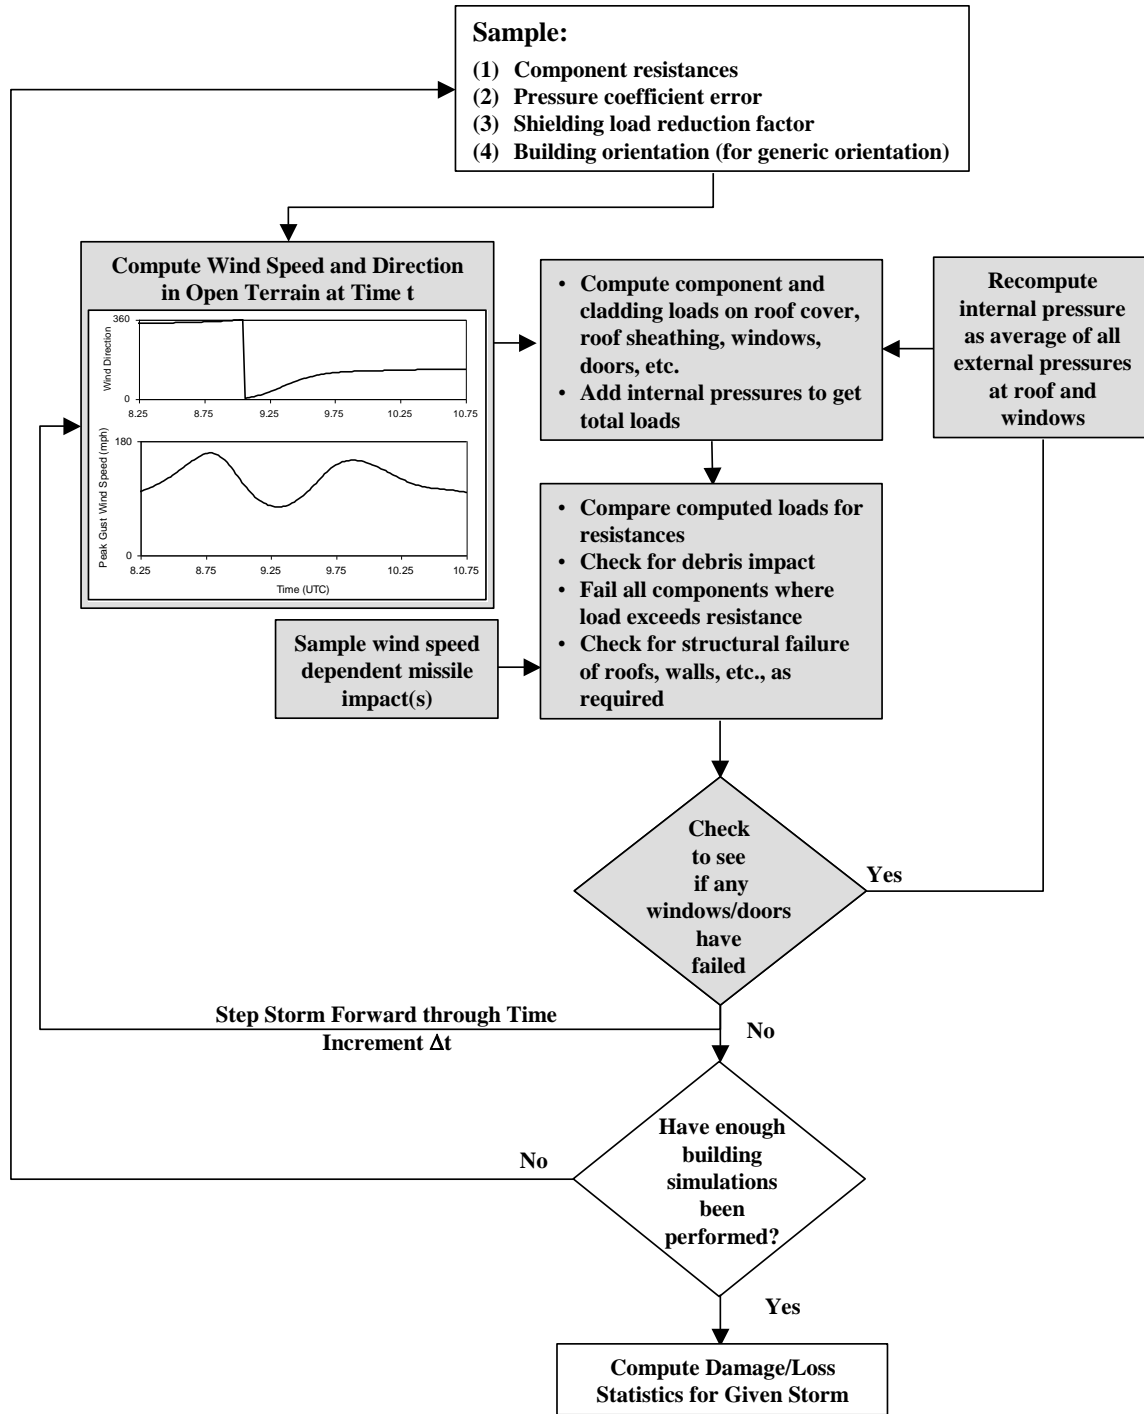 Sample:
(1) Component resistances
(2) Pressure coefficient error
(3) Shielding load reduction factor
(4) Building orientation (for generic orientation)
Compute Wind Speed and Direction
in Open Terrain at Time t
Wind Direction
360
0
8.25 8.75 9.25 9.75 10.25 10.75
Peak Gust Wind Speed (mph)
180
0
8.25 8.75 9.25 9.75 10.25 10.75
Time (UTC)
• Compute component and
cladding loads on roof cover,
roof sheathing, windows,
doors, etc.
• Add internal pressures to get
total loads
Recompute
internal pressure
as average of all
external pressures
at roof and
windows
• Compare computed loads for
resistances
• Check for debris impact
• Fail all components where
load exceeds resistance
• Check for structural failure
of roofs, walls, etc., as
required
Sample wind speed
dependent missile
impact(s)
Check
to see
if any
windows/doors
have
failed
Yes
Step Storm Forward through Time
Increment Δt
No
Have enough
building
simulations
been
performed?
No
Yes
Compute Damage/Loss
Statistics for Given Storm